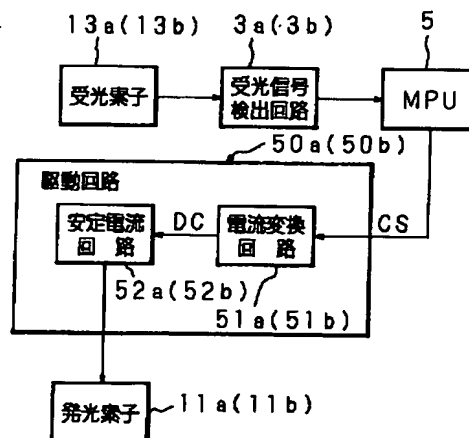 13a(13b)
3a(3b)
5
受光素子
受光信号
検出回路
MPU
50a(50b)
駆動回路
安定電流
回路
DC
電流変換
回路
CS
52a(52b)
51a(51b)
発光素子
11a(11b)